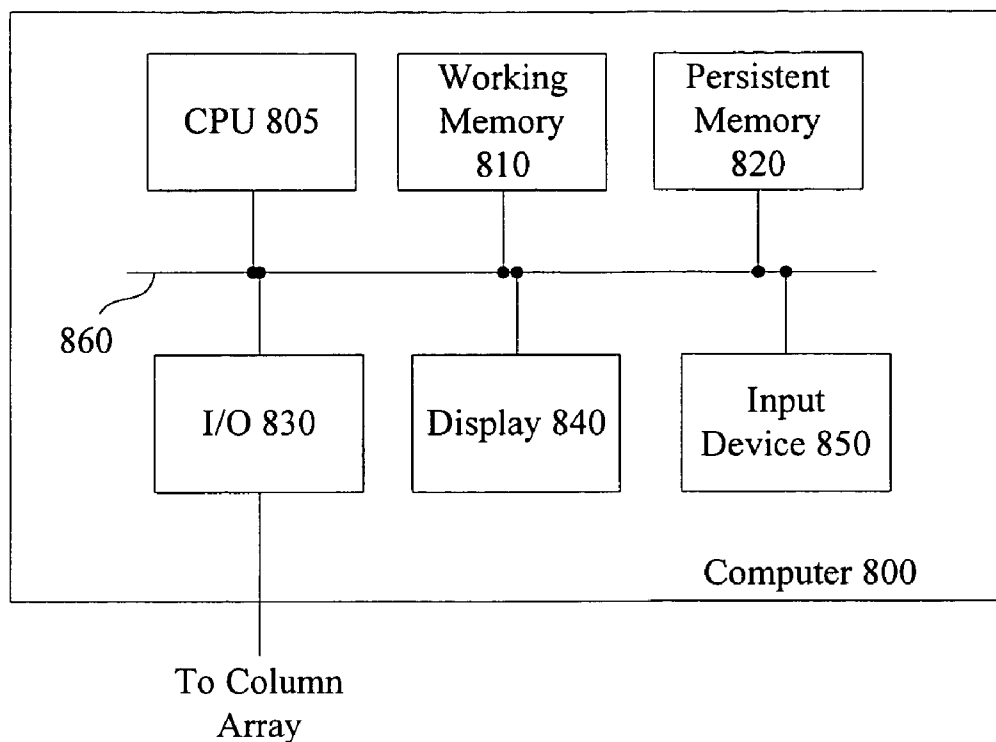 CPU 805
Working
Memory
810
Persistent
Memory
820
860
I/O 830
Display 840
Input
Device 850
Computer 800
To Column
Array